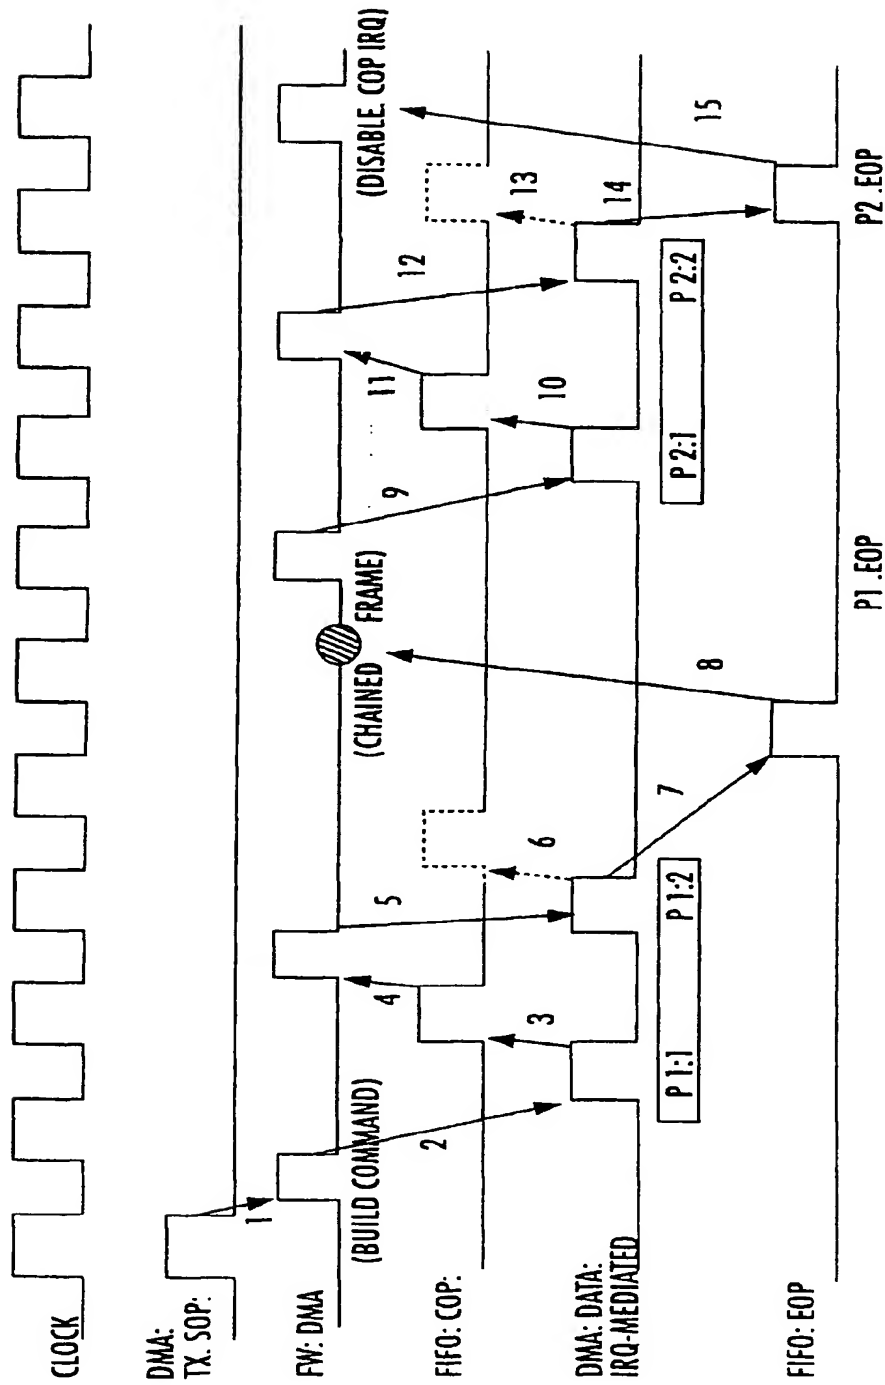 CLOCK
DMA:
TX. SOP:
1
FW: DMA
(BUILD COMMAND)
(CHAINED FRAME)
(DISABLE. COP IRQ)
2
4
5
9
11
12
FIFO: COP:
3
6
8
10
13
14
15
DMA: DATA:
IRQ-MEDIATED
P 1:1 P 1:2
P 2:1 P 2:2
7
FIFO: EOP
P1 .EOP
P2 .EOP